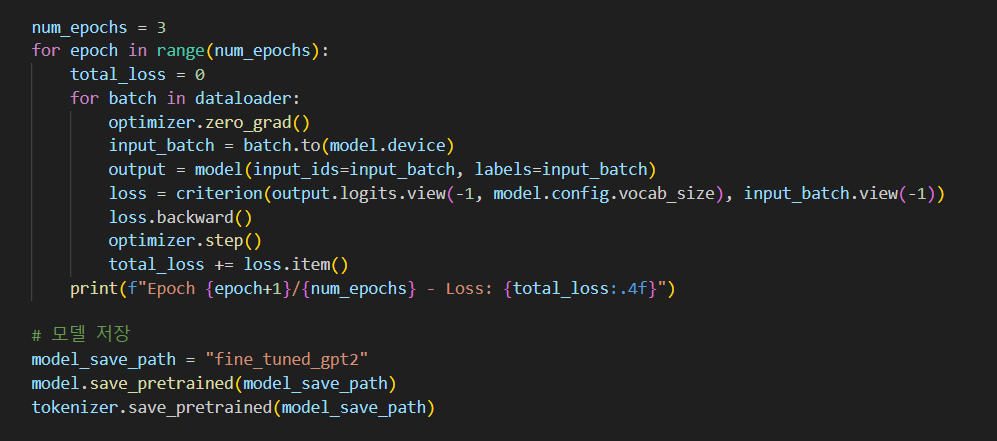 num_epochs = 3
for epoch in range(num_epochs):
    total_loss = 0
    for batch in dataloader:
        optimizer.zero_grad()
        input_batch = batch.to(model.device)
        output = model(input_ids=input_batch, labels=input_batch)
        loss = criterion(output.logits.view(-1, model.config.vocab_size), input_batch.view(-1))
        loss.backward()
        optimizer.step()
        total_loss += loss.item()
    print(f"Epoch {epoch+1}/{num_epochs} - Loss: {total_loss:.4f}")

# 모델 저장
model_save_path = "fine_tuned_gpt2"
model.save_pretrained(model_save_path)
tokenizer.save_pretrained(model_save_path)